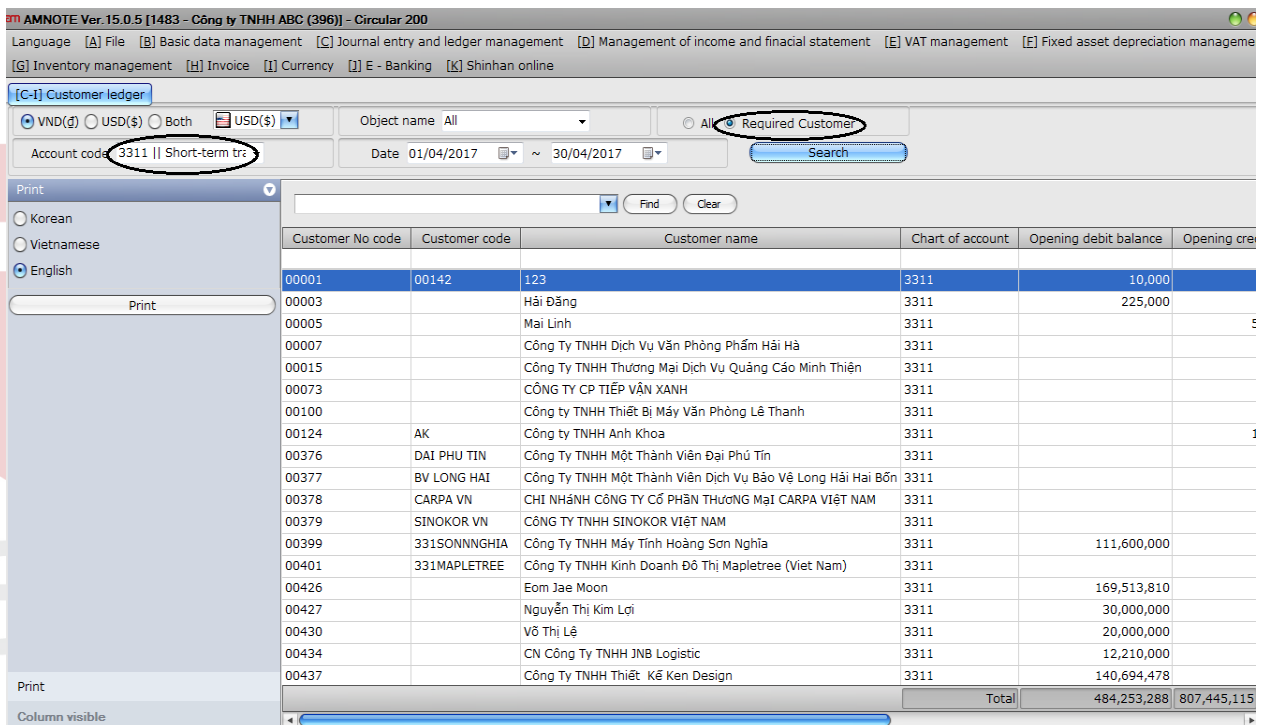 am AMNOTE Ver.15.0.5 [1483 - Công ty TNHH ABC (396)] - Circular 200
Language [A] File [B] Basic data management [C] Journal entry and ledger management [D] Management of income and finacial statement [E] VAT management [F] Fixed asset depreciation manageme
[G] Inventory management [H] Invoice [I] Currency [J] E - Banking [K] Shinhan online
[C-I] Customer ledger
VND(₫) USD($) Both USD($) Object name All All Required Customer
Account code 3311 || Short-term tra Date 01/04/2017 ~ 30/04/2017 Search
Print
Korean
Vietnamese
English
Print
Find Clear
Customer No code Customer code Customer name Chart of account Opening debit balance Opening cre
00001 00142 123 3311 10,000
00003 Hải Đăng 3311 225,000
00005 Mai Linh 3311 5
00007 Công Ty TNHH Dịch Vụ Văn Phòng Phẩm Hải Hà 3311
00015 Công Ty TNHH Thương Mại Dịch Vụ Quảng Cáo Minh Thiện 3311
00073 CÔNG TY CP TIẾP VẬN XANH 3311
00100 Công ty TNHH Thiết Bị Máy Văn Phòng Lê Thanh 3311
00124 AK Công ty TNHH Anh Khoa 3311 1
00376 DAI PHU TIN Công Ty TNHH Một Thành Viên Đại Phú Tín 3311
00377 BV LONG HAI Công Ty TNHH Một Thành Viên Dịch Vụ Bảo Vệ Long Hải Hai Bốn 3311
00378 CARPA VN CHI NHáNH CôNG TY Cổ PHầN THươNG MạI CARPA VIệT NAM 3311
00379 SINOKOR VN CôNG TY TNHH SINOKOR VIệT NAM 3311
00399 331SONNNGHIA Công Ty TNHH Máy Tính Hoàng Sơn Nghĩa 3311 111,600,000
00401 331MAPLETREE Công Ty TNHH Kinh Doanh Đô Thị Mapletree (Viet Nam) 3311
00426 Eom Jae Moon 3311 169,513,810
00427 Nguyễn Thị Kim Lợi 3311 30,000,000
00430 Võ Thị Lệ 3311 20,000,000
00434 CN Công Ty TNHH JNB Logistic 3311 12,210,000
00437 Công Ty TNHH Thiết Kế Ken Design 3311 140,694,478
Total 484,253,288 807,445,115
Print
Column visible